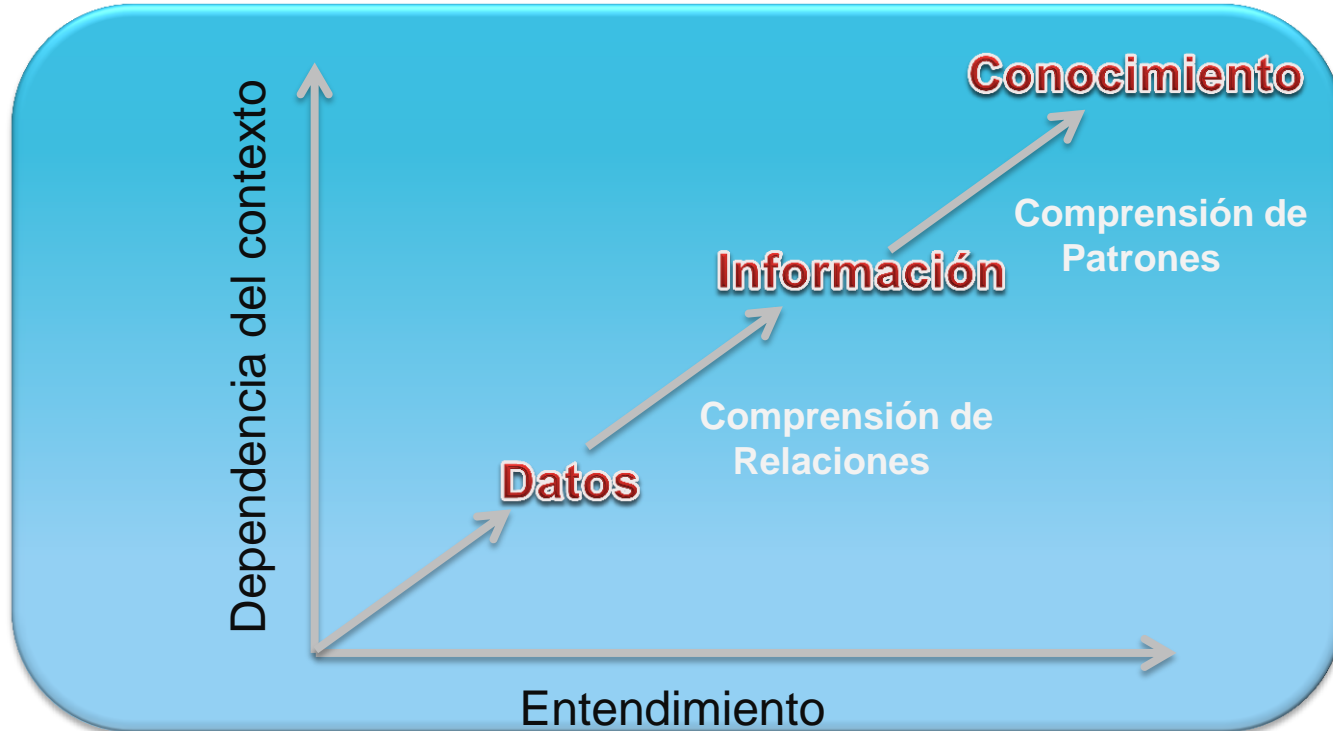 Conocimiento
Comprensión de
Patrones
Información
Comprensión de
Relaciones
Datos
Dependencia del contexto
Entendimiento